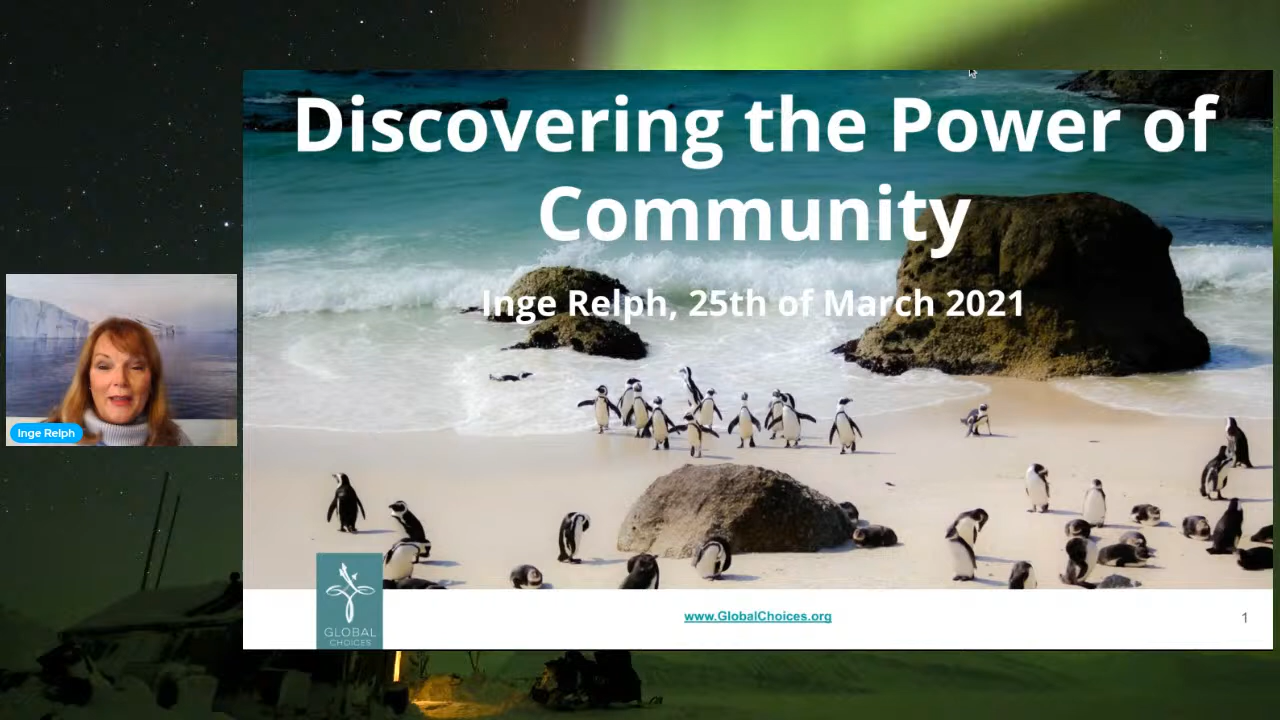 Discovering the Power of
Community
Inge Relph, 25th of March 2021
Inge Relph
GLOBAL
CHOICES
www.GlobalChoices.org
1